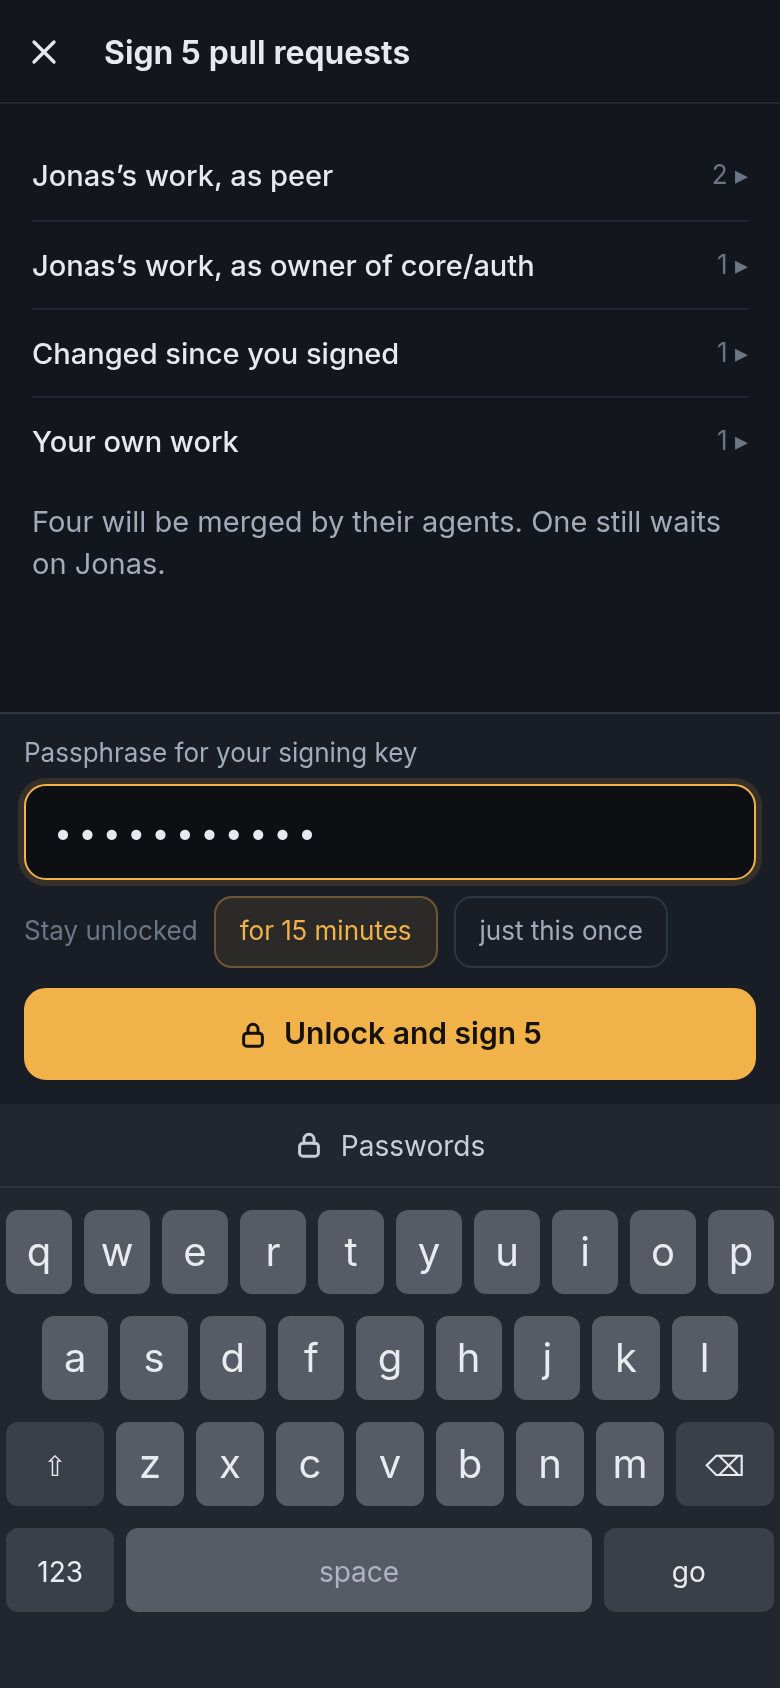 Sign 5 pull requests
Jonas’s work, as peer 2 ▸
Jonas’s work, as owner of core/auth 1 ▸
Changed since you signed 1 ▸
Your own work 1 ▸
Four will be merged by their agents. One still waits
on Jonas.
Passphrase for your signing key
•••••••••••
Stay unlocked for 15 minutes just this once
Unlock and sign 5
Passwords
q w e r t y u i o p
a s d f g h j k l
⇧ z x c v b n m ⌫
123 space go